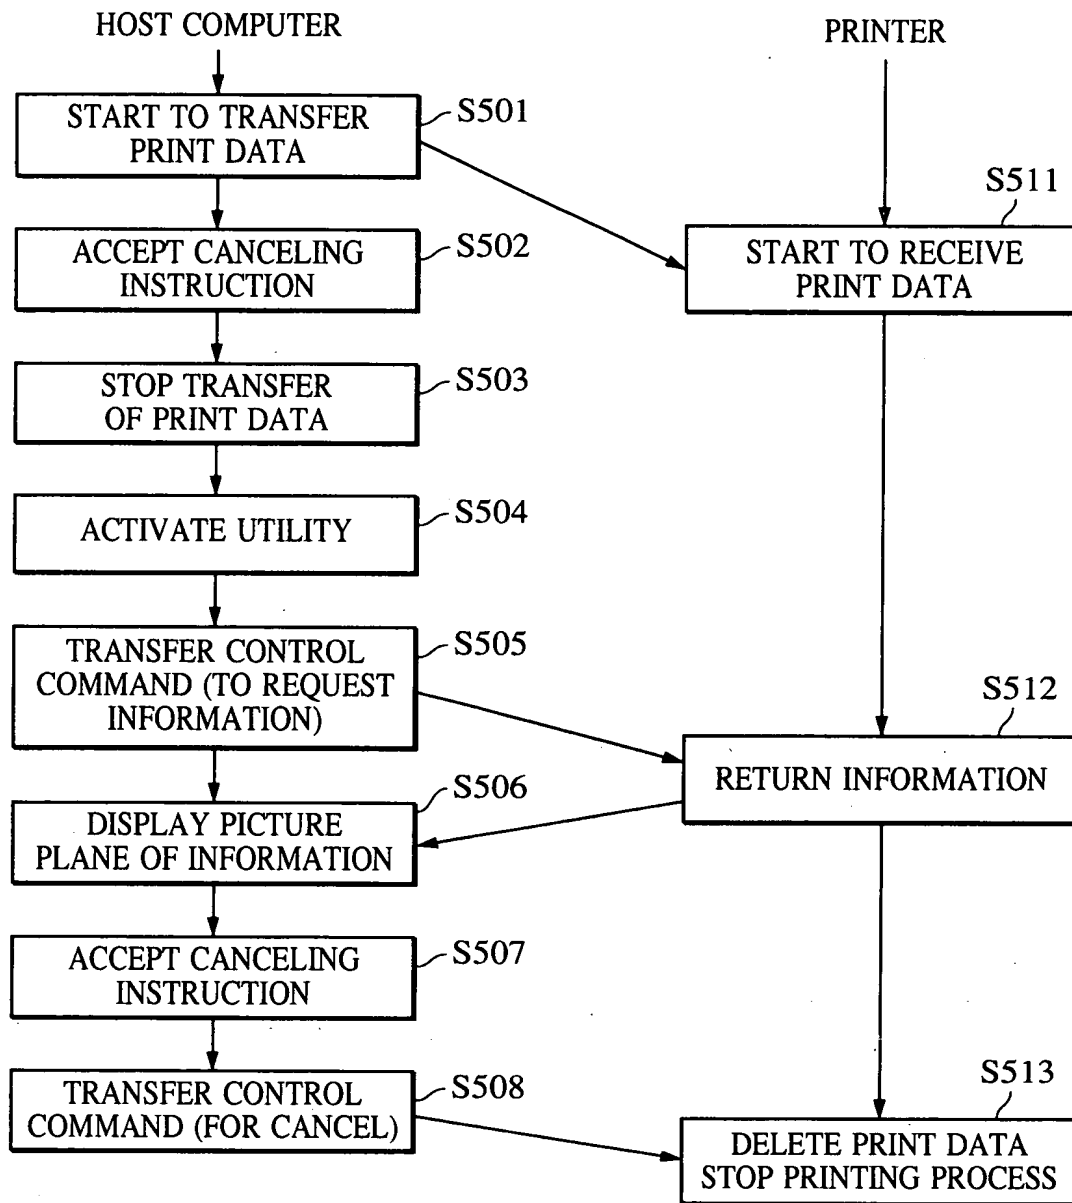 HOST COMPUTER
START TO TRANSFER
PRINT DATA
S501
ACCEPT CANCELING
INSTRUCTION
S502
STOP TRANSFER
OF PRINT DATA
S503
ACTIVATE UTILITY
S504
TRANSFER CONTROL
COMMAND (TO REQUEST
INFORMATION)
S505
DISPLAY PICTURE
PLANE OF INFORMATION
S506
ACCEPT CANCELING
INSTRUCTION
S507
TRANSFER CONTROL
COMMAND (FOR CANCEL)
S508
PRINTER
S511
START TO RECEIVE
PRINT DATA
S512
RETURN INFORMATION
S513
DELETE PRINT DATA
STOP PRINTING PROCESS